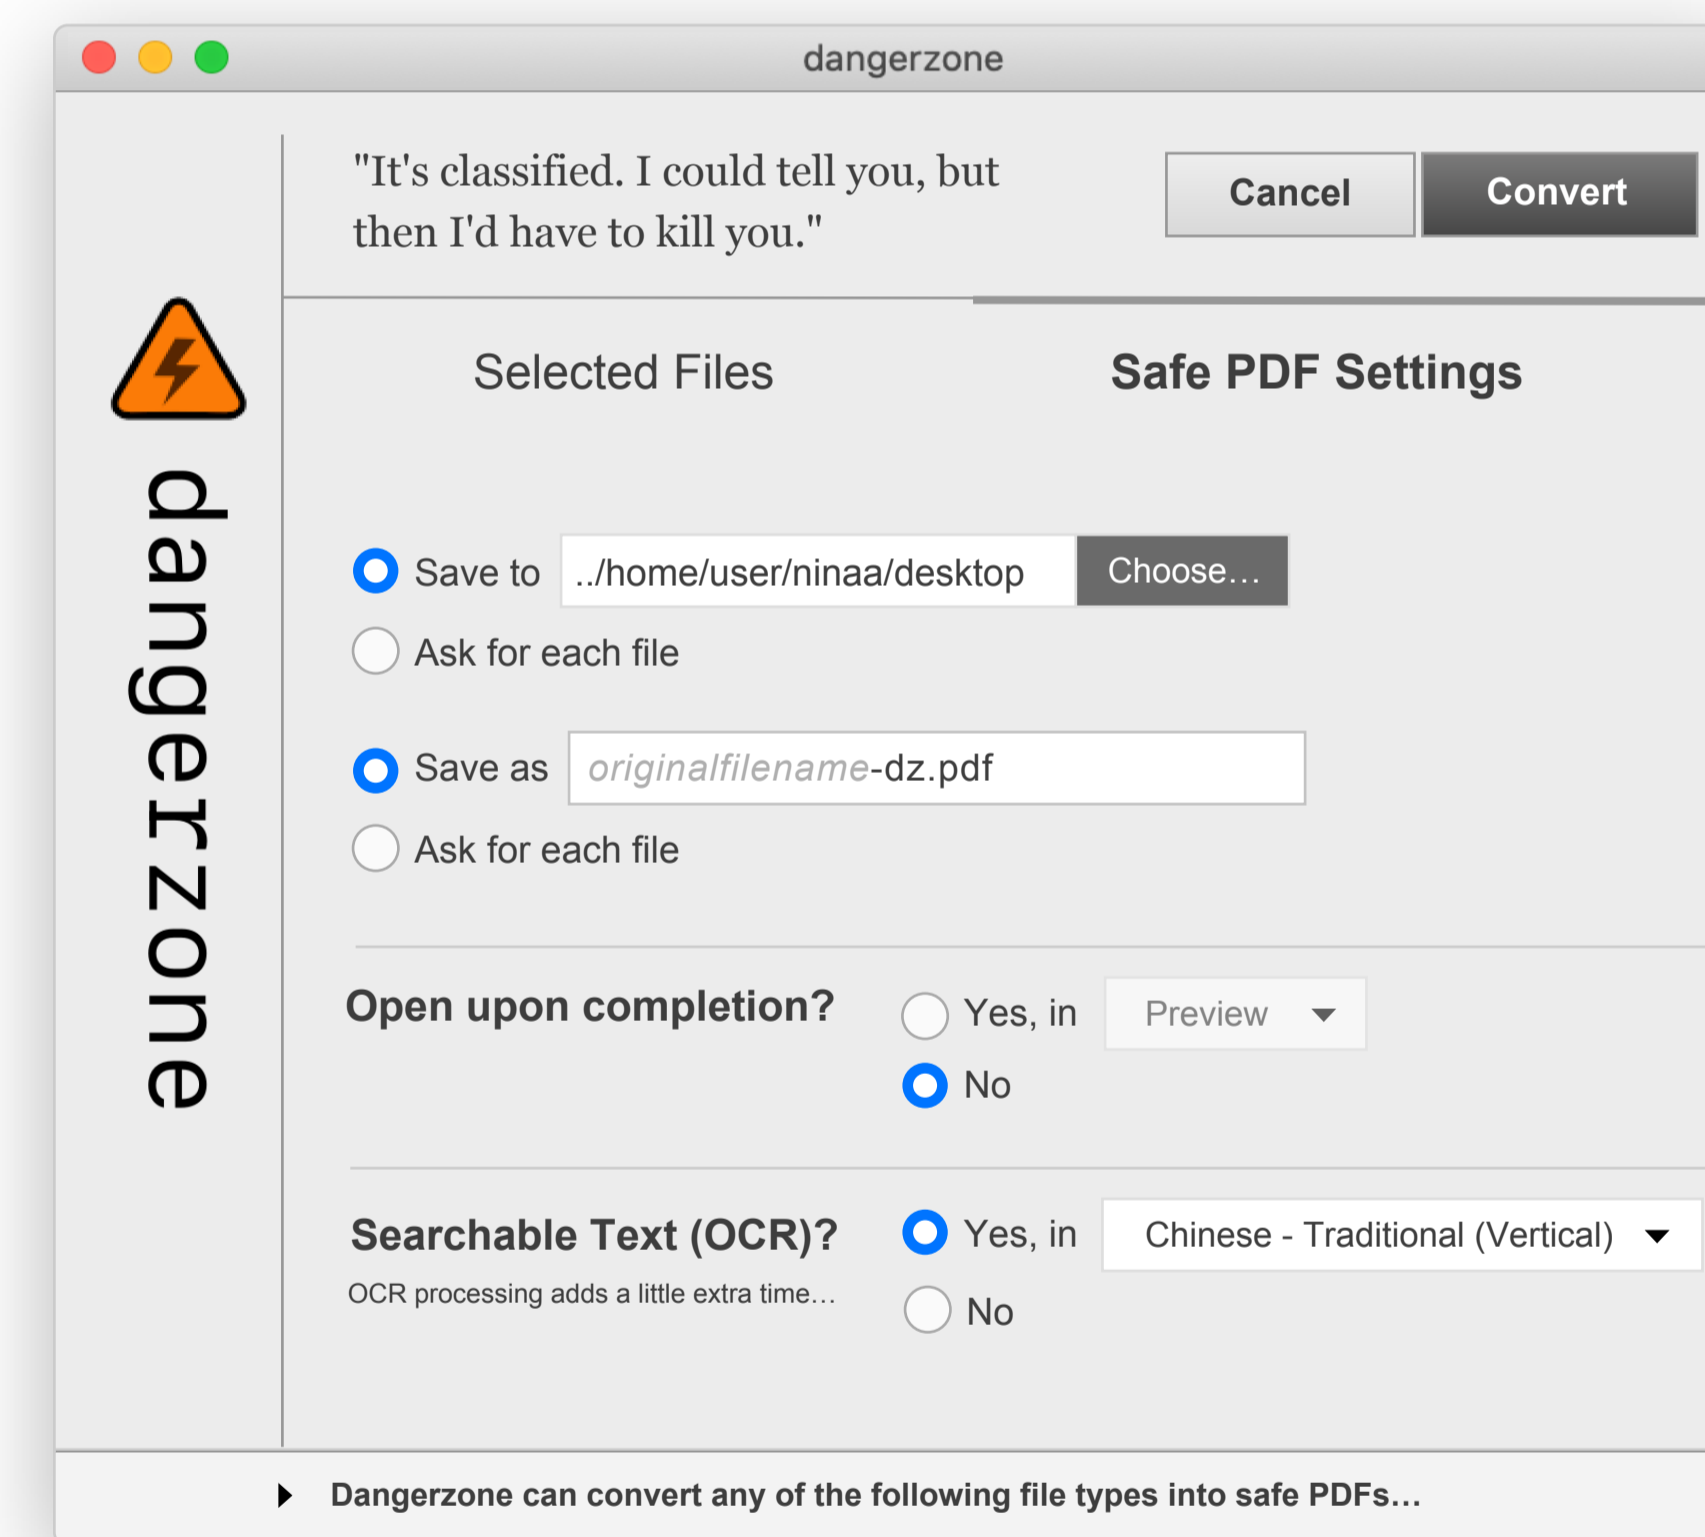 dangerzone
"It's classified. I could tell you, but
then I'd have to kill you."
Cancel
Convert
dangerzone
Selected Files
Safe PDF Settings
Save to
../home/user/ninaa/desktop
Choose...
Ask for each file
Save as
originalfilename-dz.pdf
Ask for each file
Open upon completion?
Yes, in
Preview
No
Searchable Text (OCR)?
Yes, in
Chinese - Traditional (Vertical)
OCR processing adds a little extra time...
No
Dangerzone can convert any of the following file types into safe PDFs...